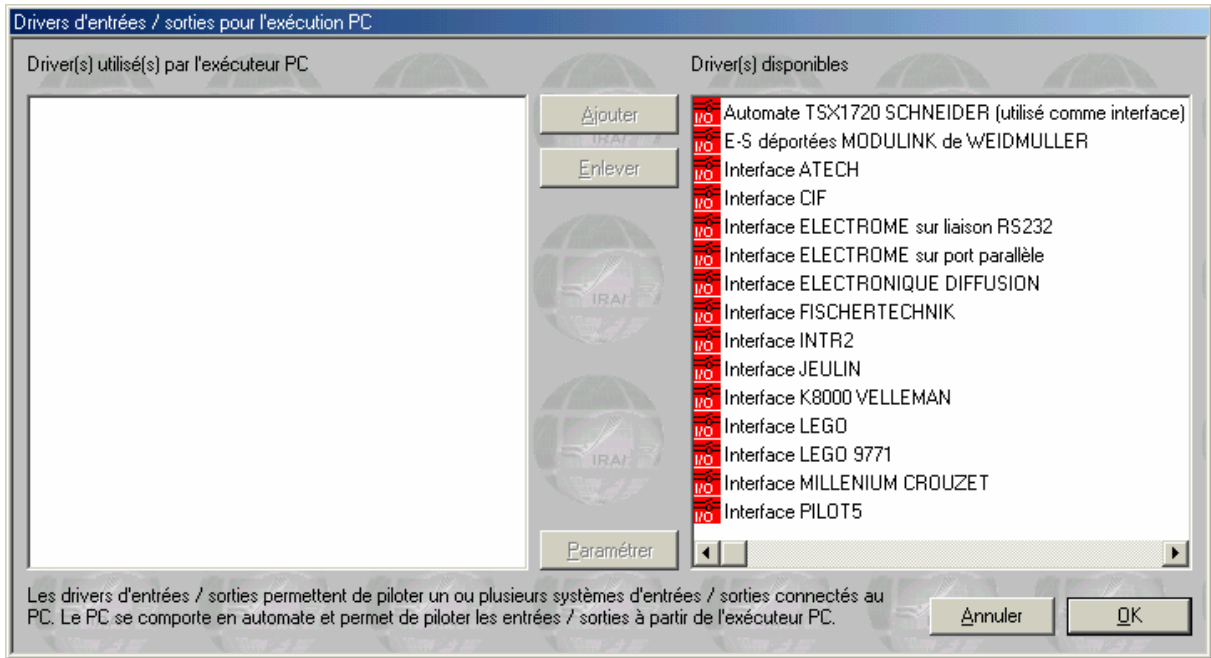 Drivers d'entrées / sorties pour l'exécution PC
Driver(s) utilisé(s) par l'exécuteur PC
Driver(s) disponibles
Ajouter
Enlever
Paramétrer
I/O Automate TSX1720 SCHNEIDER (utilisé comme interface)
I/O E-S déportées MODULINK de WEIDMULLER
I/O Interface ATECH
I/O Interface CIF
I/O Interface ELECTROME sur liaison RS232
I/O Interface ELECTROME sur port parallèle
I/O Interface ELECTRONIQUE DIFFUSION
I/O Interface FISCHERTECHNIK
I/O Interface INTR2
I/O Interface JEULIN
I/O Interface K8000 VELLEMAN
I/O Interface LEGO
I/O Interface LEGO 9771
I/O Interface MILLENIUM CROUZET
I/O Interface PILOT5
IRAI
IRAI
IRAI
Les drivers d'entrées / sorties permettent de piloter un ou plusieurs systèmes d'entrées / sorties connectés au
PC. Le PC se comporte en automate et permet de piloter les entrées / sorties à partir de l'exécuteur PC.
Annuler
OK